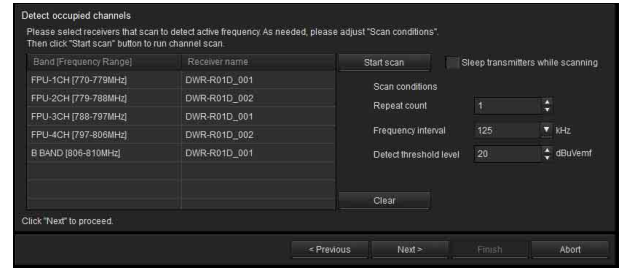 Detect occupied channels
Please select receivers that scan to detect active frequency. As needed, please adjust "Scan conditions".
Then click "Start scan" button to run channel scan.
Band [Frequency Range] Receiver name
FPU-1CH [770-779MHz] DWR-R01D_001
FPU-2CH [779-788MHz] DWR-R01D_002
FPU-3CH [788-797MHz] DWR-R01D_001
FPU-4CH [797-806MHz] DWR-R01D_002
B BAND [806-810MHz] DWR-R01D_001
Start scan Sleep transmitters while scanning
Scan conditions
Repeat count 1
Frequency interval 125 kHz
Detect threshold level 20 dBuVemf
Clear
Click "Next" to proceed.
< Previous Next > Finish Abort